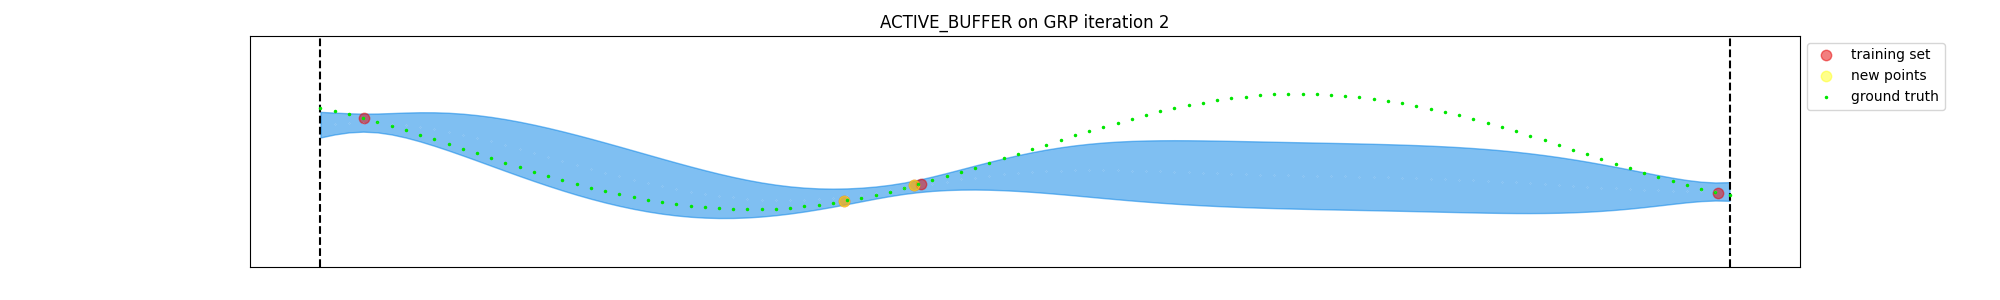 ACTIVE_BUFFER on GRP iteration 2
training set
new points
ground truth